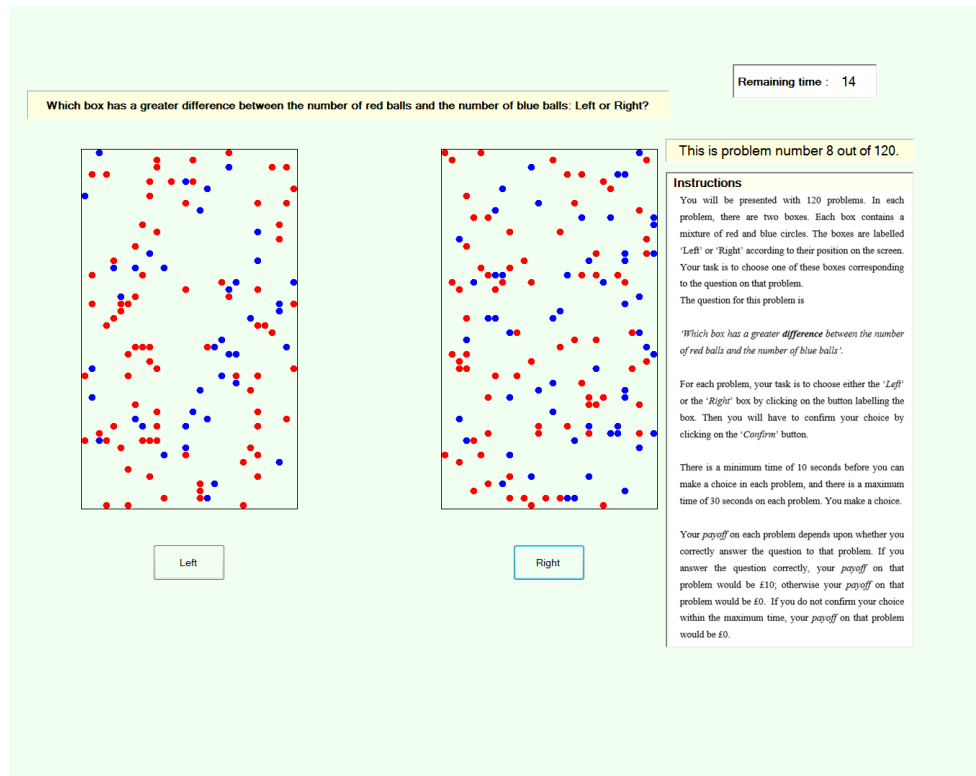 Remaining time : 14
Which box has a greater difference between the number of red balls and the number of blue balls: Left or Right?
This is problem number 8 out of 120.
Instructions
You will be presented with 120 problems. In each
problem, there are two boxes. Each box contains a
mixture of red and blue circles. The boxes are labelled
'Left' or 'Right' according to their position on the screen.
Your task is to choose one of these boxes corresponding
to the question on that problem.
The question for this problem is
'Which box has a greater difference between the number
of red balls and the number of blue balls'.
For each problem, your task is to choose either the 'Left'
or the 'Right' box by clicking on the button labelling the
box. Then you will have to confirm your choice by
clicking on the 'Confirm' button.
There is a minimum time of 10 seconds before you can
make a choice in each problem, and there is a maximum
time of 30 seconds on each problem. You make a choice.
Your payoff on each problem depends upon whether you
correctly answer the question to that problem. If you
answer the question correctly, your payoff on that
problem would be £10; otherwise your payoff on that
problem would be £0. If you do not confirm your choice
within the maximum time, your payoff on that problem
would be £0.
Left
Right